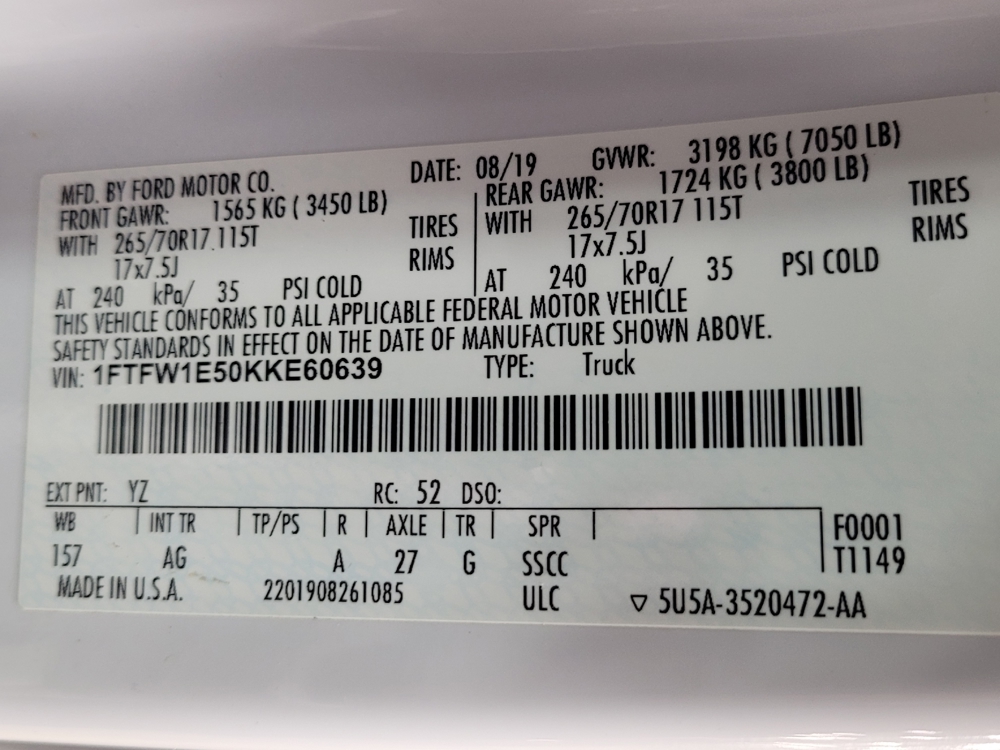 MFD. BY FORD MOTOR CO. DATE: 08/19 GVWR: 3198 KG ( 7050 LB)
FRONT GAWR: 1565 KG ( 3450 LB) REAR GAWR: 1724 KG ( 3800 LB)
WITH 265/70R17 115T TIRES WITH 265/70R17 115T TIRES
17x7.5J RIMS 17x7.5J RIMS
AT 240 kPa/ 35 PSI COLD AT 240 kPa/ 35 PSI COLD
THIS VEHICLE CONFORMS TO ALL APPLICABLE FEDERAL MOTOR VEHICLE
SAFETY STANDARDS IN EFFECT ON THE DATE OF MANUFACTURE SHOWN ABOVE.
VIN: 1FTFW1E50KKE60639 TYPE: Truck
EXT PNT: YZ RC: 52 DSO:
WB INT TR TP/PS R AXLE TR SPR F0001
157 AG A 27 G SSCC T1149
MADE IN U.S.A. 2201908261085 ULC ▽ 5U5A-3520472-AA